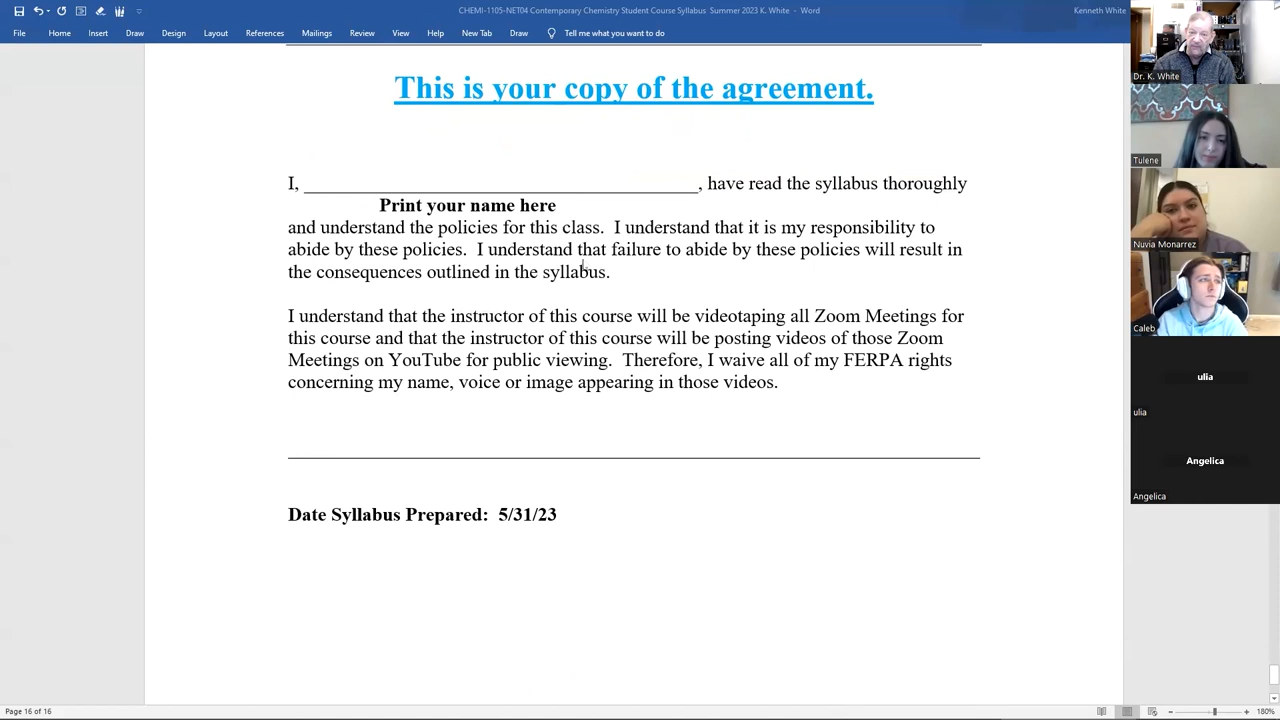 CHEMI-1105-NET04 Contemporary Chemistry Student Course Syllabus Summer 2023 K. White - Word
Kenneth White
File Home Insert Draw Design Layout References Mailings Review View Help New Tab Draw Tell me what you want to do
This is your copy of the agreement.
I, ________________________________________, have read the syllabus thoroughly
Print your name here
and understand the policies for this class. I understand that it is my responsibility to
abide by these policies. I understand that failure to abide by these policies will result in
the consequences outlined in the syllabus.
I understand that the instructor of this course will be videotaping all Zoom Meetings for
this course and that the instructor of this course will be posting videos of those Zoom
Meetings on YouTube for public viewing. Therefore, I waive all of my FERPA rights
concerning my name, voice or image appearing in those videos.
Date Syllabus Prepared: 5/31/23
Page 16 of 16
180%
Dr. K. White
Tulene
Nuvia Monarrez
Caleb
ulia
ulia
Angelica
Angelica